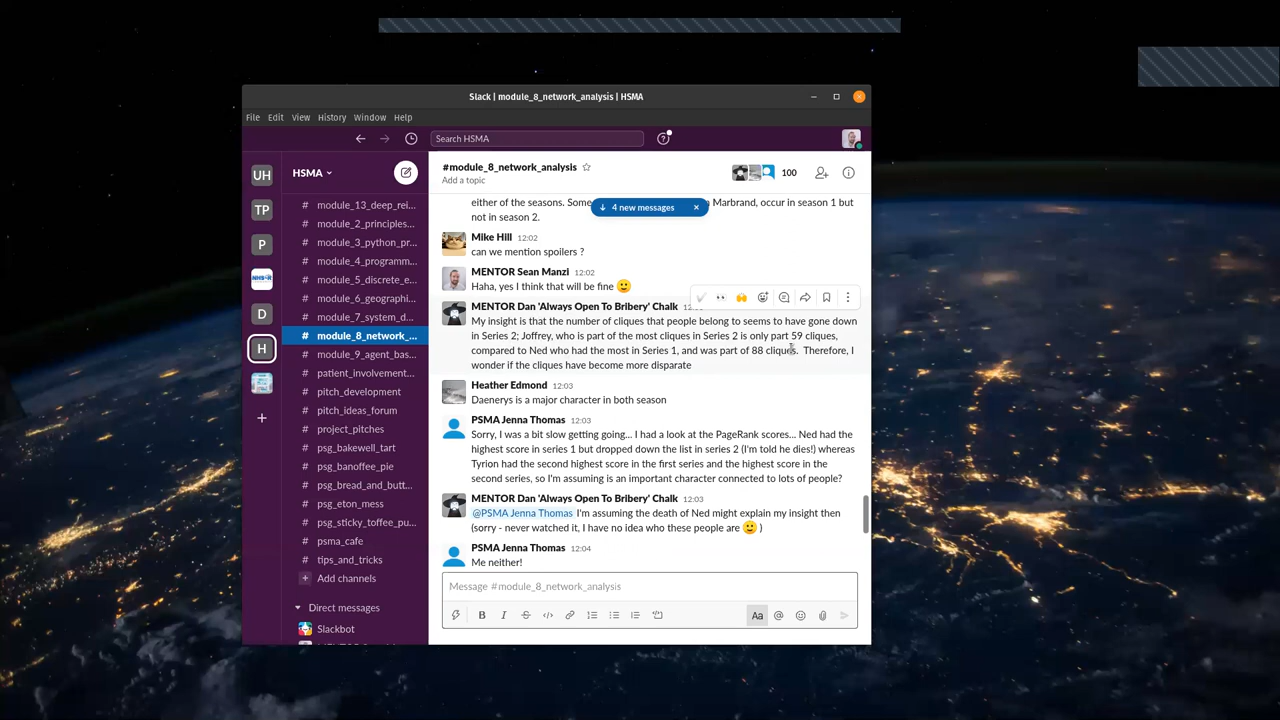 Slack | module_8_network_analysis | HSMA
File Edit View History Window Help
Search HSMA
UH
TP
P
D
H
HSMA
# module_13_deep_rei...
# module_2_principles...
# module_3_python_pr...
# module_4_programm...
# module_5_discrete_e...
# module_6_geographi...
# module_7_system_d...
# module_8_network_...
# module_9_agent_bas...
# patient_involvement...
# pitch_development
# pitch_ideas_forum
# project_pitches
# psg_bakewell_tart
# psg_banoffee_pie
# psg_bread_and_butt...
# psg_eton_mess
# psg_sticky_toffee_pu...
# psma_cafe
# tips_and_tricks
+ Add channels
Direct messages
Slackbot
#module_8_network_analysis
Add a topic
100
4 new messages
either of the seasons. Some Marbrand, occur in season 1 but
not in season 2.
Mike Hill 12:02
can we mention spoilers ?
MENTOR Sean Manzi 12:02
Haha, yes I think that will be fine 🙂
MENTOR Dan 'Always Open To Bribery' Chalk
My insight is that the number of cliques that people belong to seems to have gone down
in Series 2; Joffrey, who is part of the most cliques in Series 2 is only part 59 cliques,
compared to Ned who had the most in Series 1, and was part of 88 cliques. Therefore, I
wonder if the cliques have become more disparate
Heather Edmond 12:03
Daenerys is a major character in both season
PSMA Jenna Thomas 12:03
Sorry, I was a bit slow getting going... I had a look at the PageRank scores... Ned had the
highest score in series 1 but dropped down the list in series 2 (I'm told he dies!) whereas
Tyrion had the second highest score in the first series and the highest score in the
second series, so I'm assuming is an important character connected to lots of people?
MENTOR Dan 'Always Open To Bribery' Chalk 12:03
@PSMA Jenna Thomas I'm assuming the death of Ned might explain my insight then
(sorry - never watched it, I have no idea who these people are 🙂 )
PSMA Jenna Thomas 12:04
Me neither!
Message #module_8_network_analysis
B I S Aa @